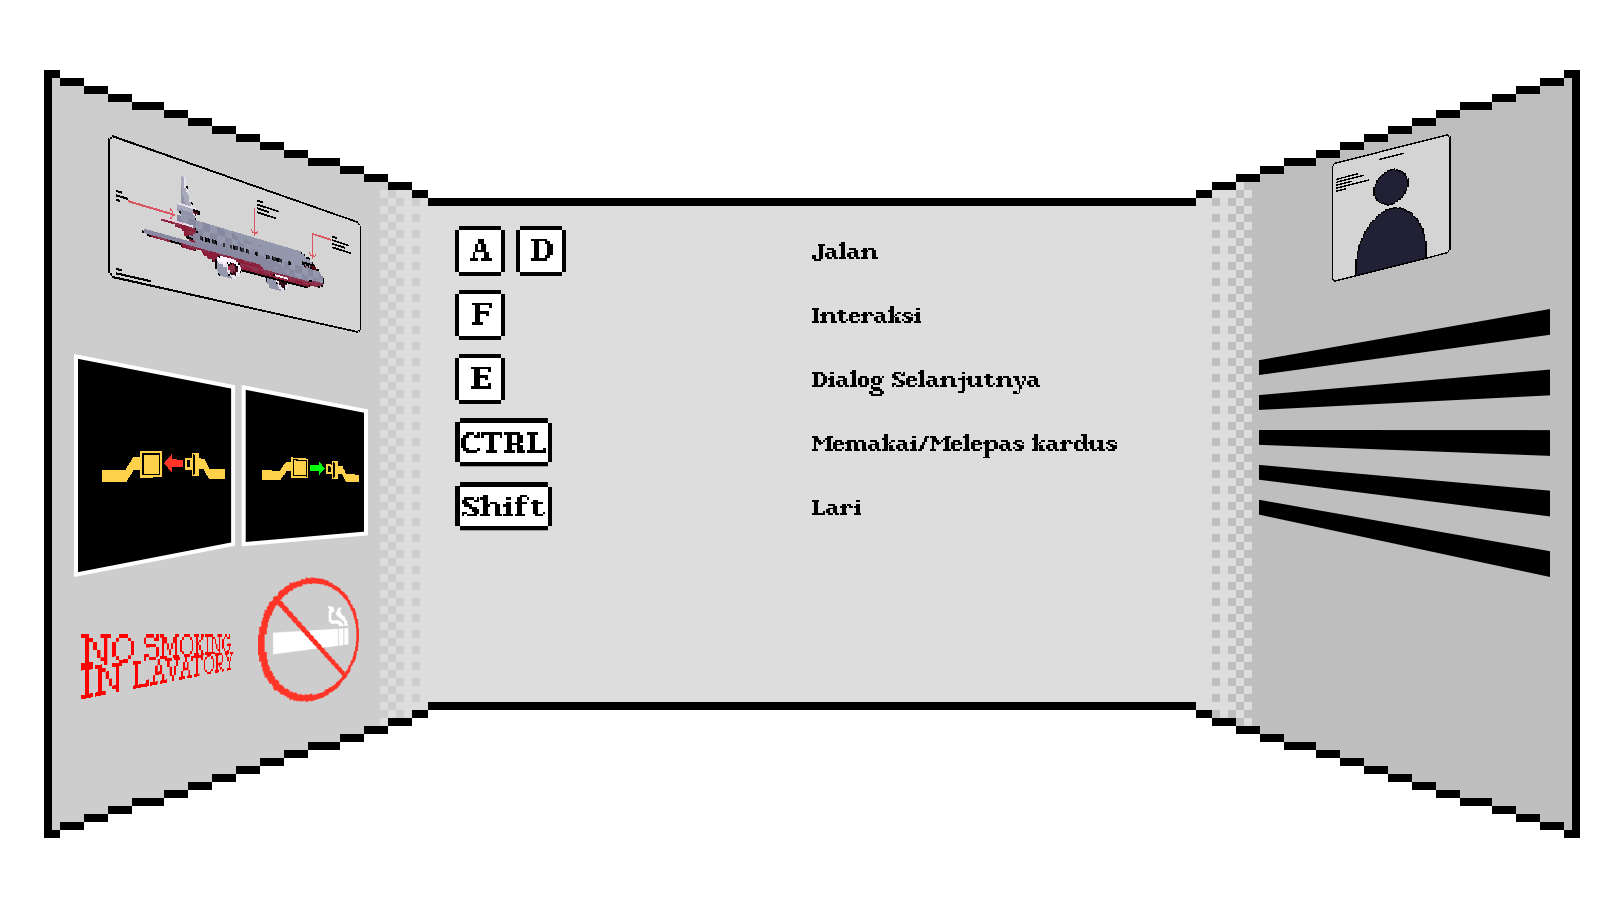 A D Jalan
F Interaksi
E Dialog Selanjutnya
CTRL Memakai/Melepas kardus
Shift Lari
NO SMOKING
IN LAVATORY